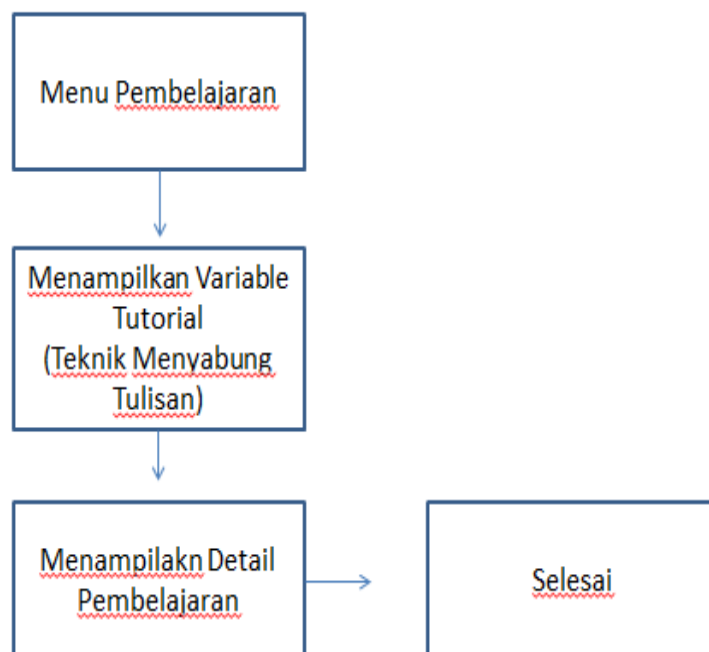 Menu Pembelajaran
Menampilkan Variable
Tutorial
(Teknik Menyabung
Tulisan)
Menampilakn Detail
Pembelajaran
Selesai